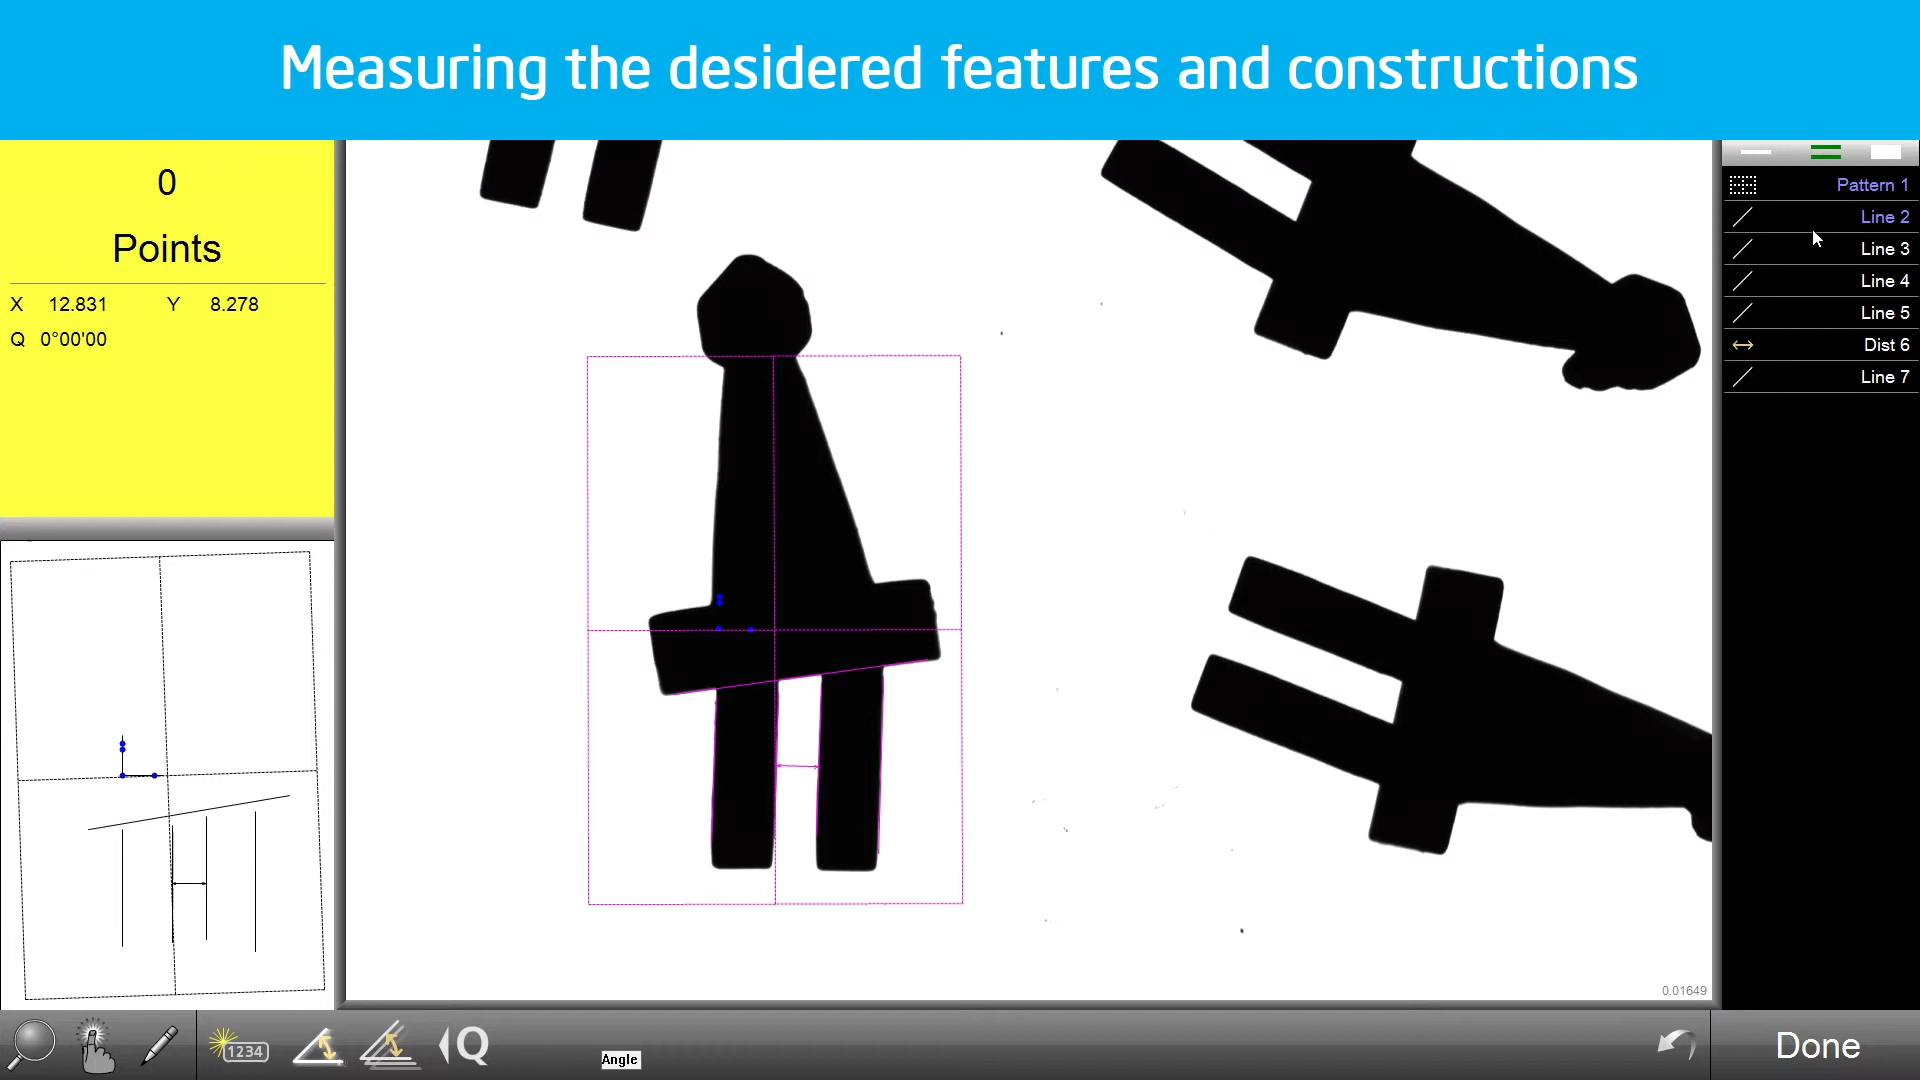 Measuring the desidered features and constructions
0
Points
X 12.831 Y 8.278
Q 0°00'00
Pattern 1
Line 2
Line 3
Line 4
Line 5
Dist 6
Line 7
0.01649
1234
Q
Angle
Done